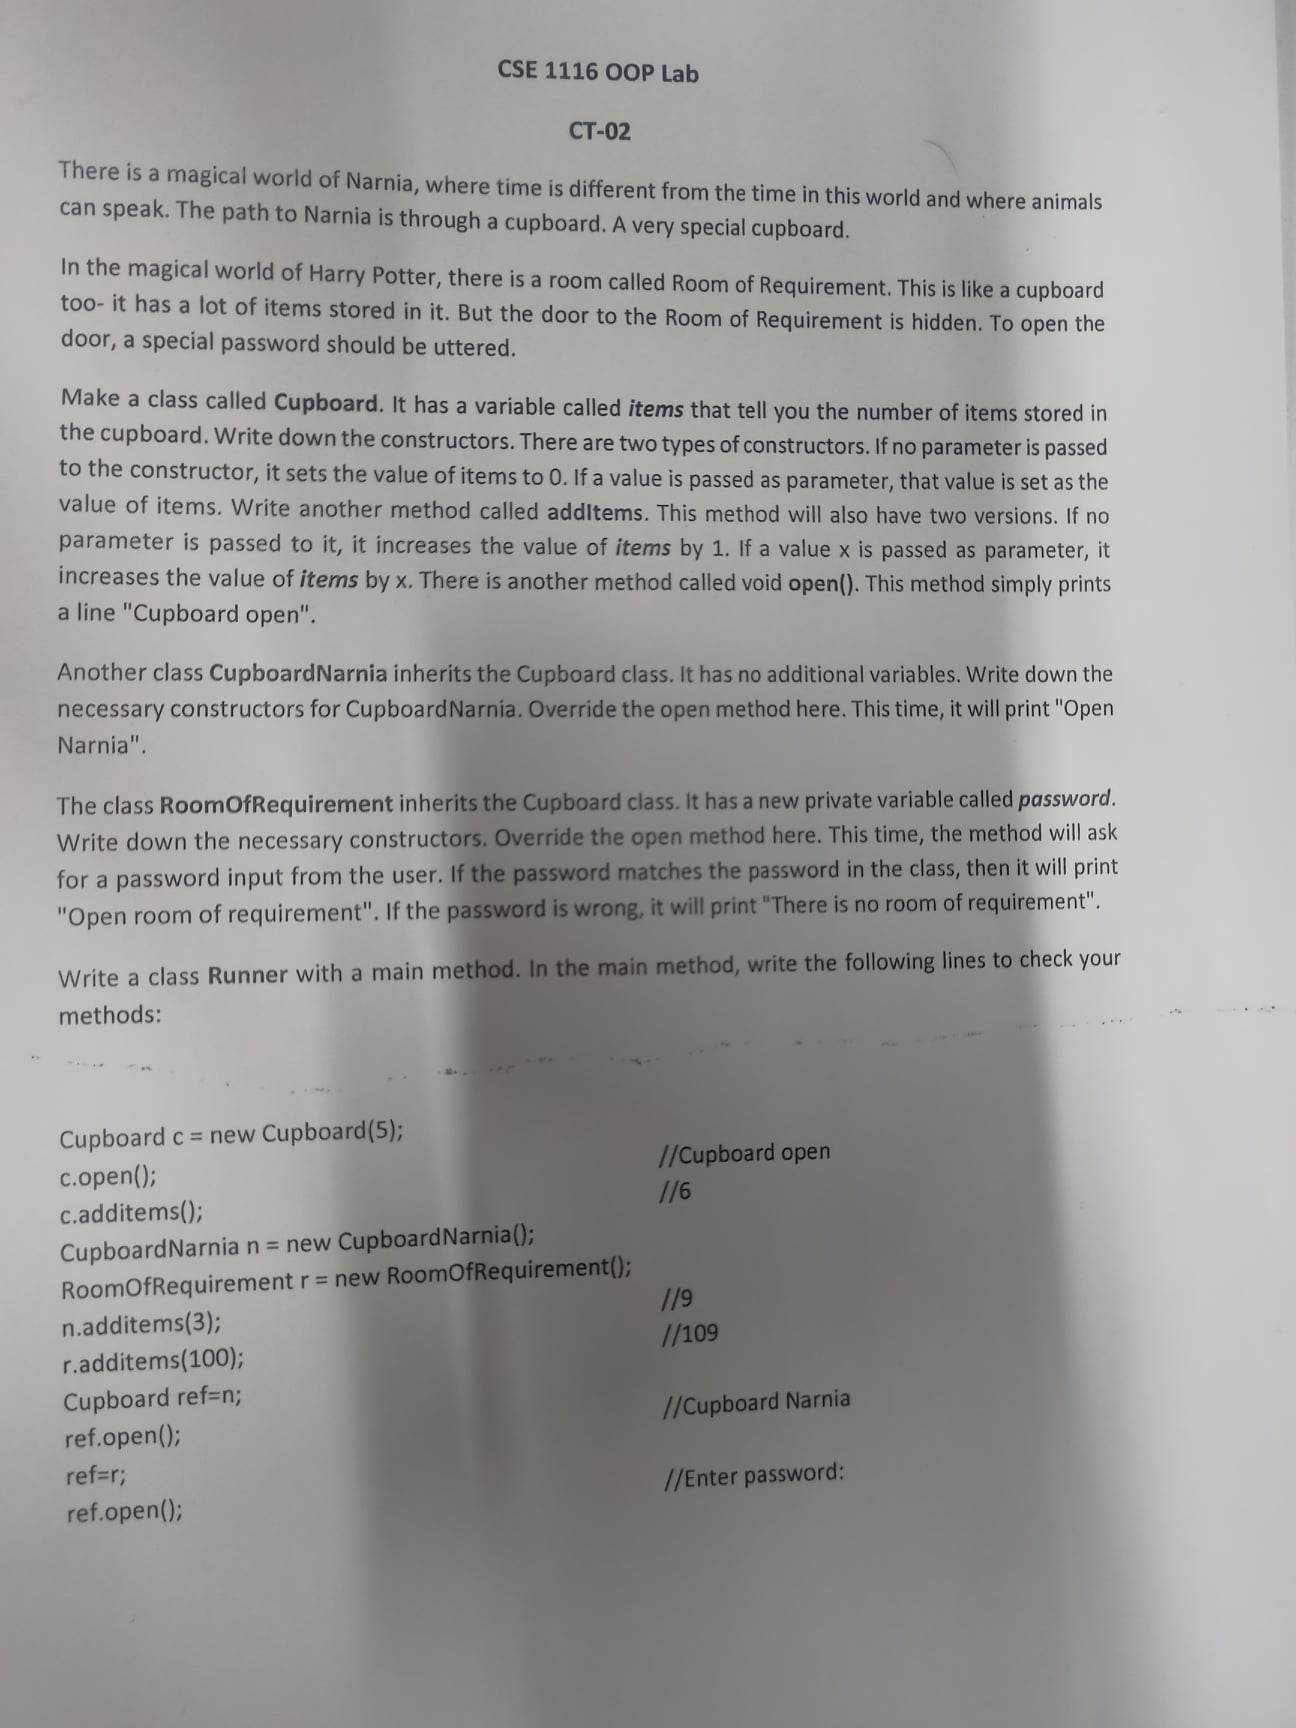 CSE 1116 OOP Lab
CT-02
There is a magical world of Narnia, where time is different from the time in this world and where animals
can speak. The path to Narnia is through a cupboard. A very special cupboard.
In the magical world of Harry Potter, there is a room called Room of Requirement. This is like a cupboard
too- it has a lot of items stored in it. But the door to the Room of Requirement is hidden. To open the
door, a special password should be uttered.
Make a class called Cupboard. It has a variable called items that tell you the number of items stored in
the cupboard. Write down the constructors. There are two types of constructors. If no parameter is passed
to the constructor, it sets the value of items to 0. If a value is passed as parameter, that value is set as the
value of items. Write another method called addItems. This method will also have two versions. If no
parameter is passed to it, it increases the value of items by 1. If a value x is passed as parameter, it
increases the value of items by x. There is another method called void open(). This method simply prints
a line "Cupboard open".
Another class CupboardNarnia inherits the Cupboard class. It has no additional variables. Write down the
necessary constructors for CupboardNarnia. Override the open method here. This time, it will print "Open
Narnia".
The class RoomOfRequirement inherits the Cupboard class. It has a new private variable called password.
Write down the necessary constructors. Override the open method here. This time, the method will ask
for a password input from the user. If the password matches the password in the class, then it will print
"Open room of requirement". If the password is wrong, it will print "There is no room of requirement".
Write a class Runner with a main method. In the main method, write the following lines to check your
methods:
Cupboard c = new Cupboard(5);
c.open(); //Cupboard open
c.additems(); //6
CupboardNarnia n = new CupboardNarnia();
RoomOfRequirement r = new RoomOfRequirement();
n.additems(3); //9
r.additems(100); //109
Cupboard ref=n;
ref.open(); //Cupboard Narnia
ref=r;
ref.open(); //Enter password: